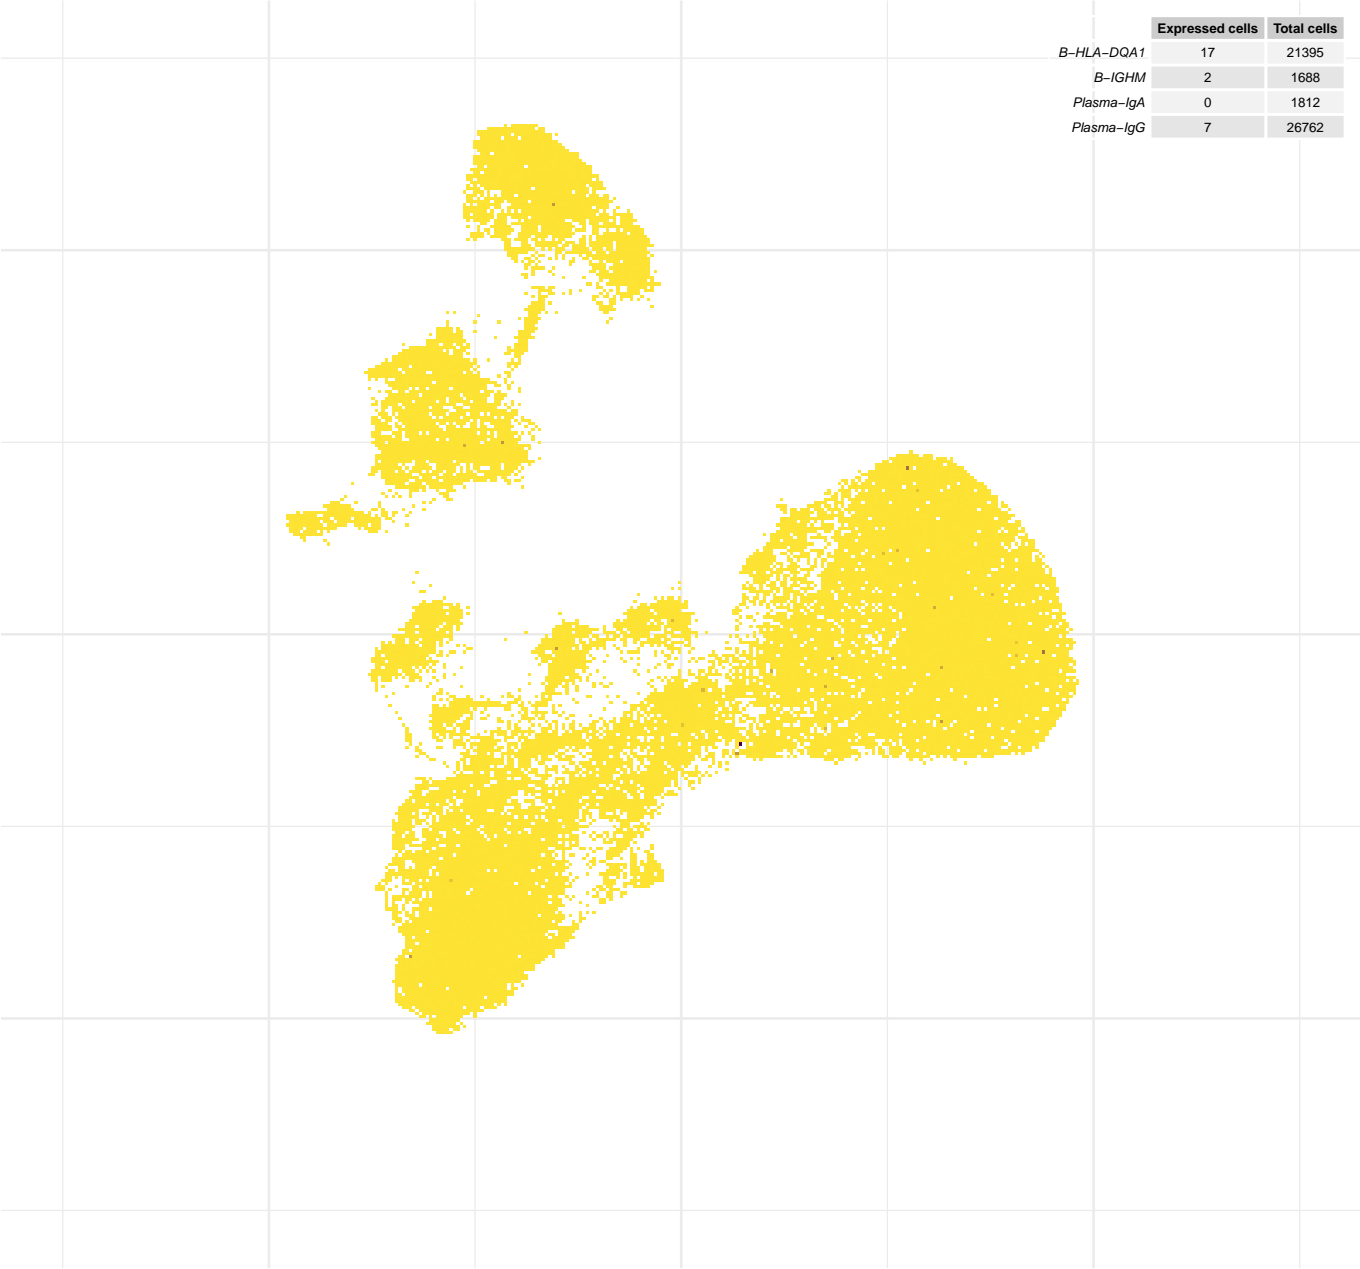 Expressed cells Total cells
B−HLA−DQA1 17 21395
B−IGHM 2 1688
Plasma−IgA 0 1812
Plasma−IgG 7 26762